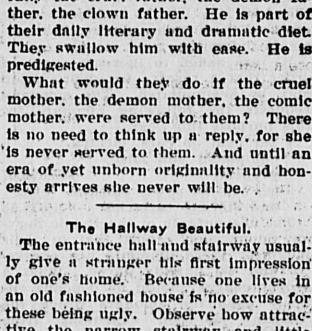 ther, the clown father. He is part of
their daily literary and dramatic diet.
They swallow him with ease. He is
predigested.
What would they do if the cruel
mother, the demon mother, the comic
mother, were served to them? There
is no need to think up a reply, for she
is never served to them. And until an
era of yet unborn originality and hon-
esty arrives she never will be.
The Hallway Beautiful.
The entrance hall and stairway usual-
ly give a stranger his first impression
of one's home. Because one lives in
an old fashioned house is no excuse for
these being ugly. Observe how attrac-